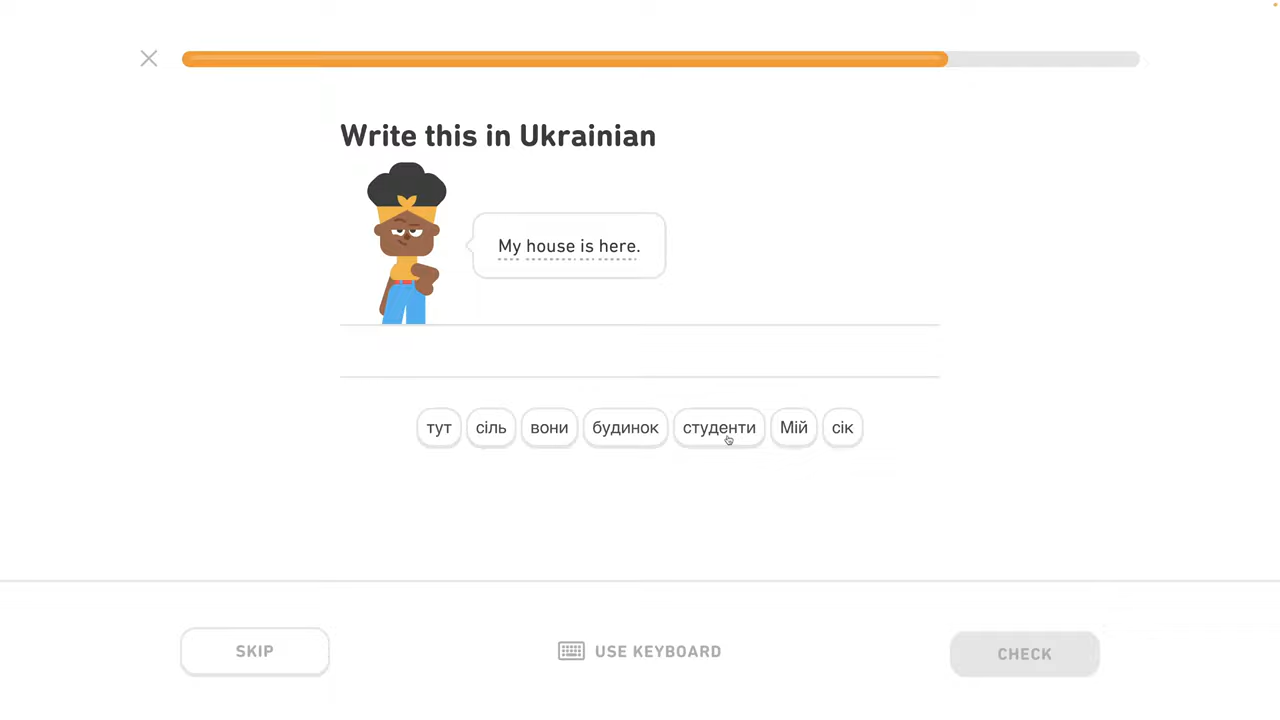 Write this in Ukrainian
My house is here.
тут сіль вони будинок студенти Мій сік
SKIP USE KEYBOARD CHECK